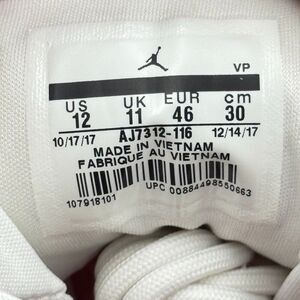 VP
US UK EUR cm
12 11 46 30
10/17/17 AJ7312-116 12/14/17
MADE IN VIETNAM
FABRIQUE AU VIETNAM
UPC 00884498550663
107918101